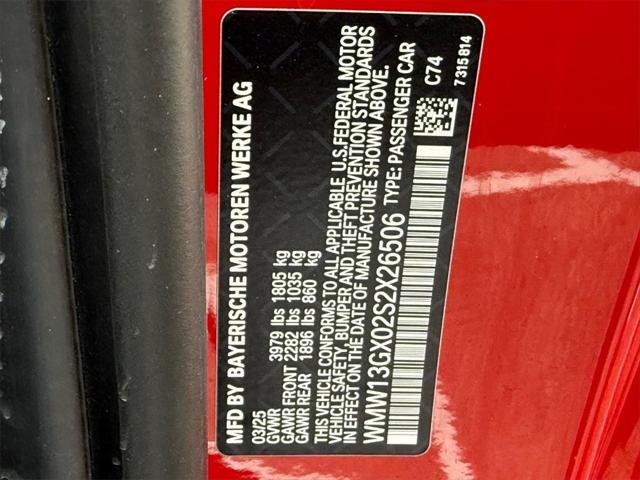 MFD BY BAYERISCHE MOTOREN WERKE AG
03/25
GVWR 3979 lbs 1805 kg
GAWR FRONT 2282 lbs 1035 kg
GAWR REAR 1896 lbs 860 kg
THIS VEHICLE CONFORMS TO ALL APPLICABLE U.S.FEDERAL MOTOR
VEHICLE SAFETY, BUMPER AND THEFT PREVENTION STANDARDS
IN EFFECT ON THE DATE OF MANUFACTURE SHOWN ABOVE.
WMW13GX02S2X26506 TYPE: PASSENGER CAR
C74
7315814